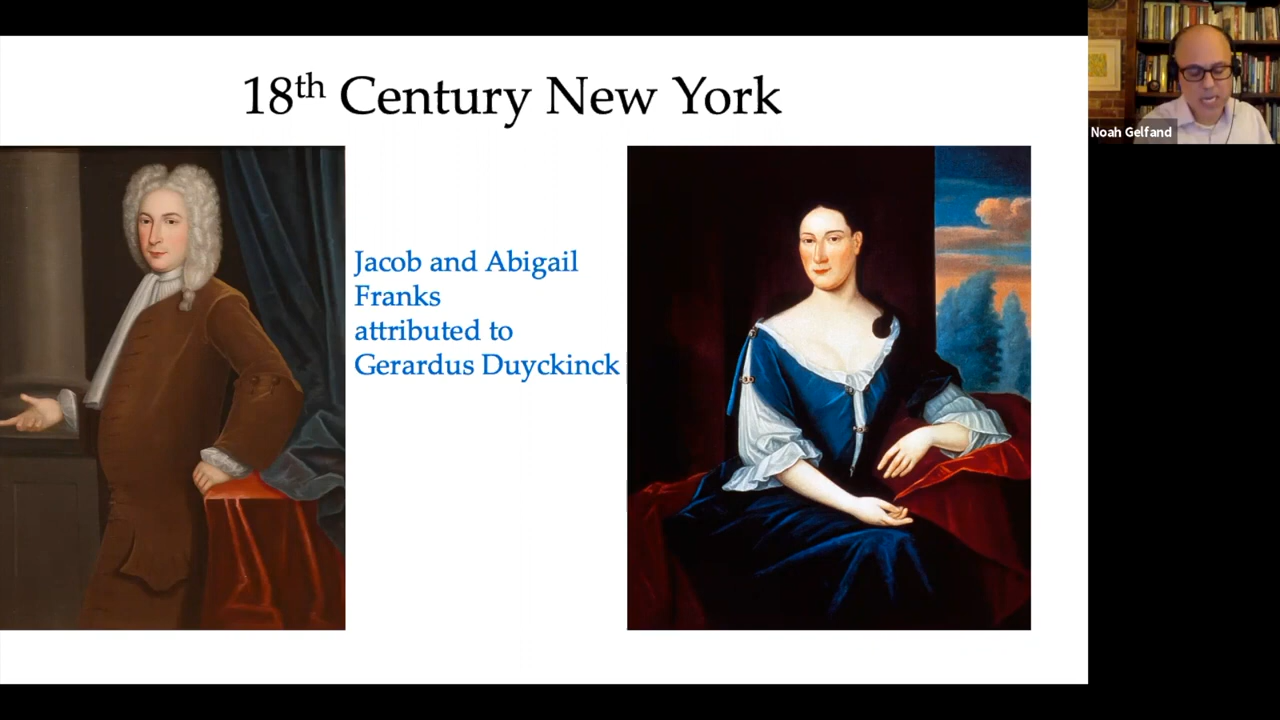 18th Century New York
Jacob and Abigail
Franks
attributed to
Gerardus Duyckinck
Noah Gelfand